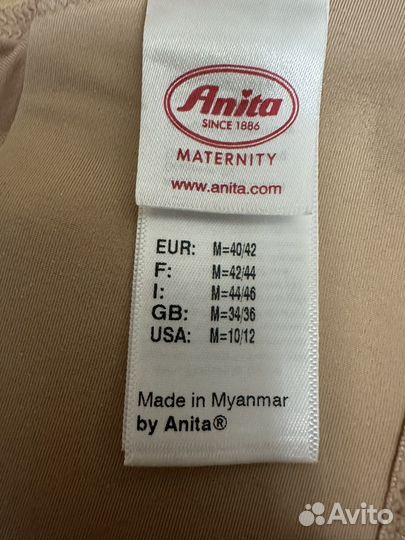 Anita
SINCE 1886
MATERNITY®
www.anita.com
EUR: M=40/42
F: M=42/44
I: M=44/46
GB: M=34/36
USA: M=10/12
Made in Myanmar
by Anita®
Avito